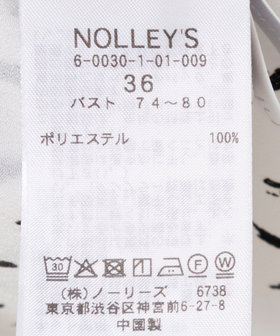 NOLLEY'S
6-0030-1-01-009
36
バスト 74～80
ポリエステル 100%
30 F W
(株)ノーリーズ 6738
東京都渋谷区神宮前6-27-8
中国製